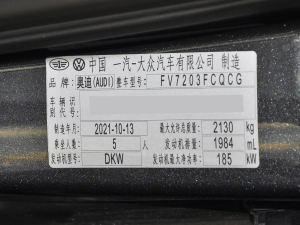 中国 一汽-大众汽车有限公司 制造
品牌 奥迪(AUDI) 整车型号: FV7203FCQCG
车辆识别代号:
制造年月: 2021-10-13 最大允许总质量: 2130 kg
乘坐人数: 5 人 发动机排量: 1984 mL
发动机型号: DKW 发动机最大净功率: 185 kW